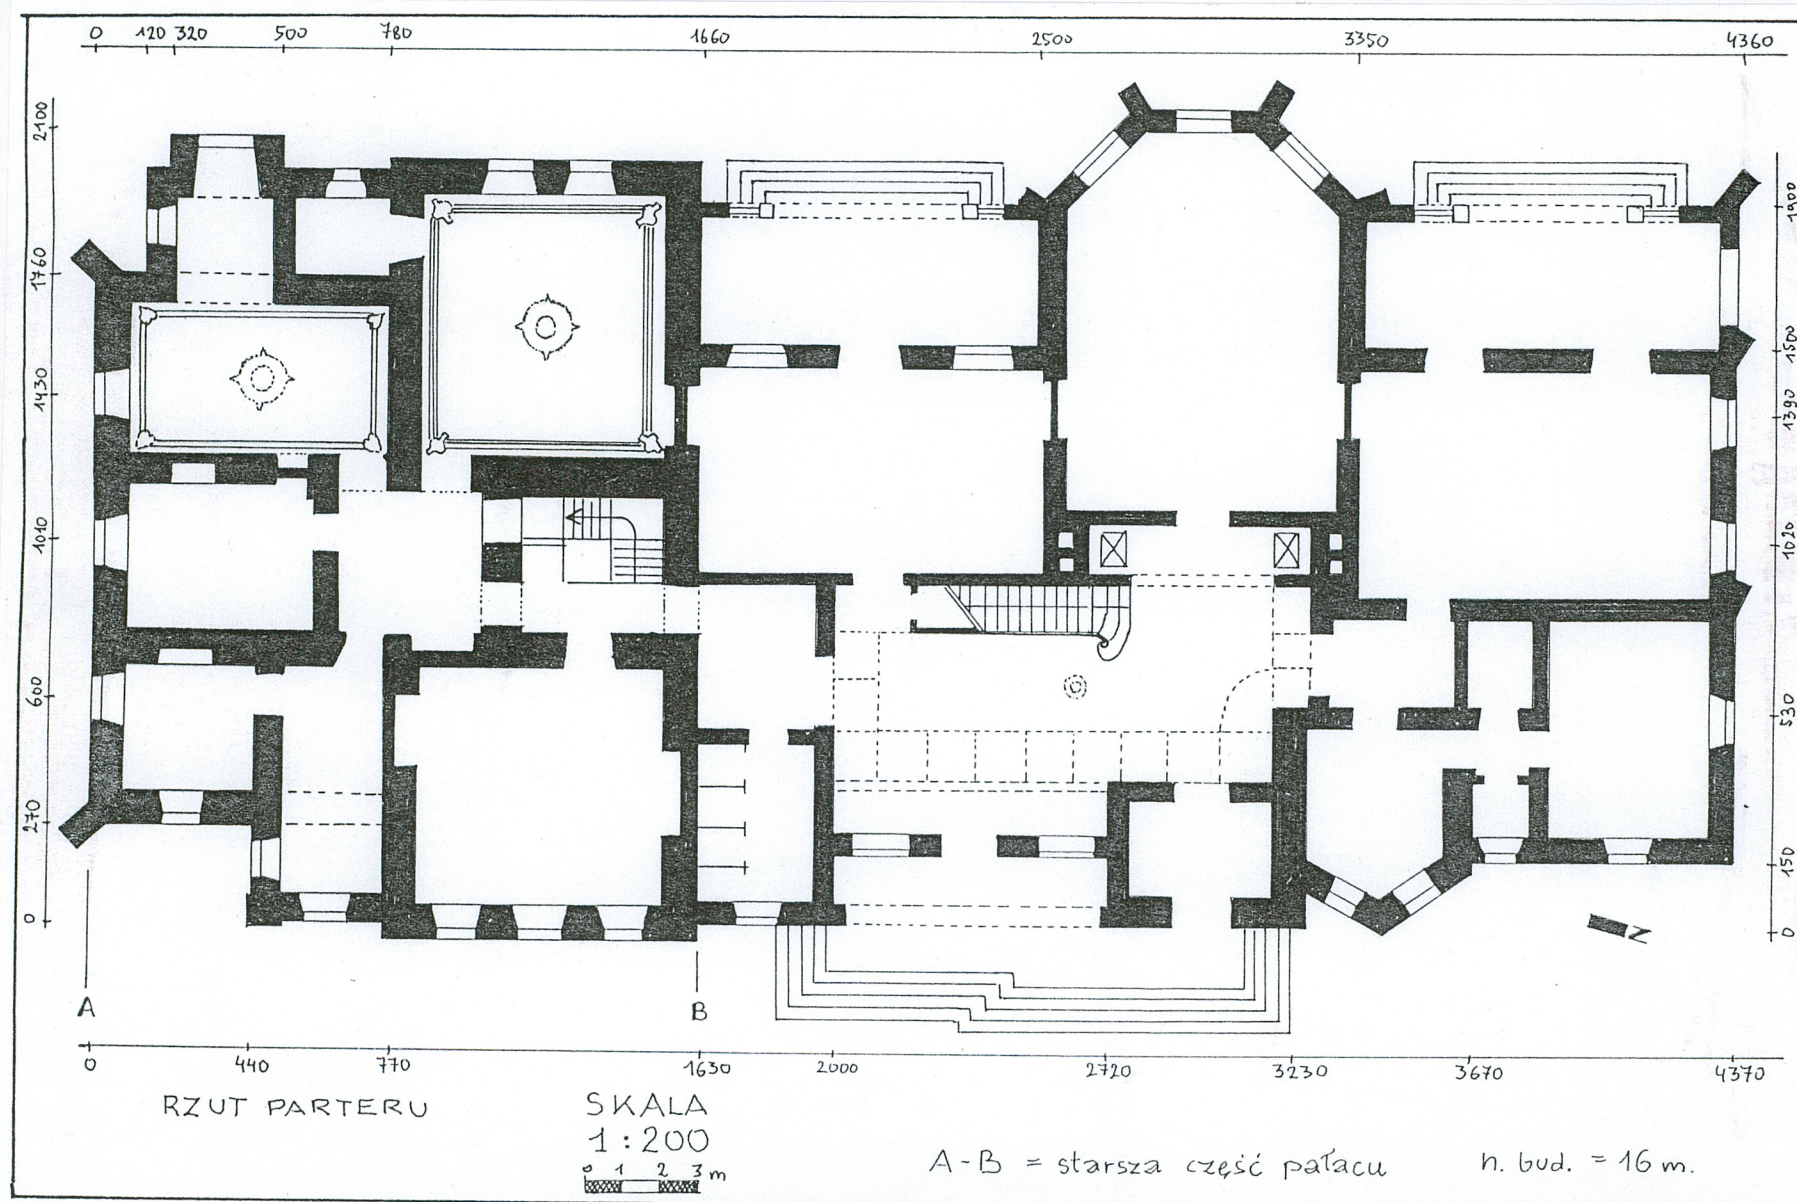 0 120 320 500 780 1660 2500 3350 4360
2100
1760
1430
1010
600
270
0
1900
1500
1390
1020
530
150
0
N
A B
0 440 770 1630 2000 2720 3230 3670 4370
RZUT PARTERU
SKALA
1:200
0 1 2 3 m
A-B = starsza część pałacu h. bud. = 16 m.